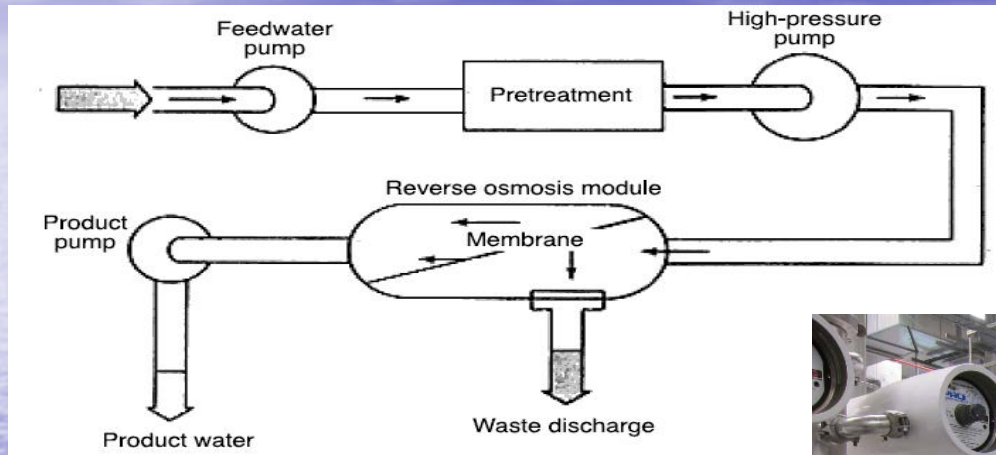 Feedwater
pump
High-pressure
pump
Pretreatment
Reverse osmosis module
Membrane
Product
pump
Product water
Waste discharge